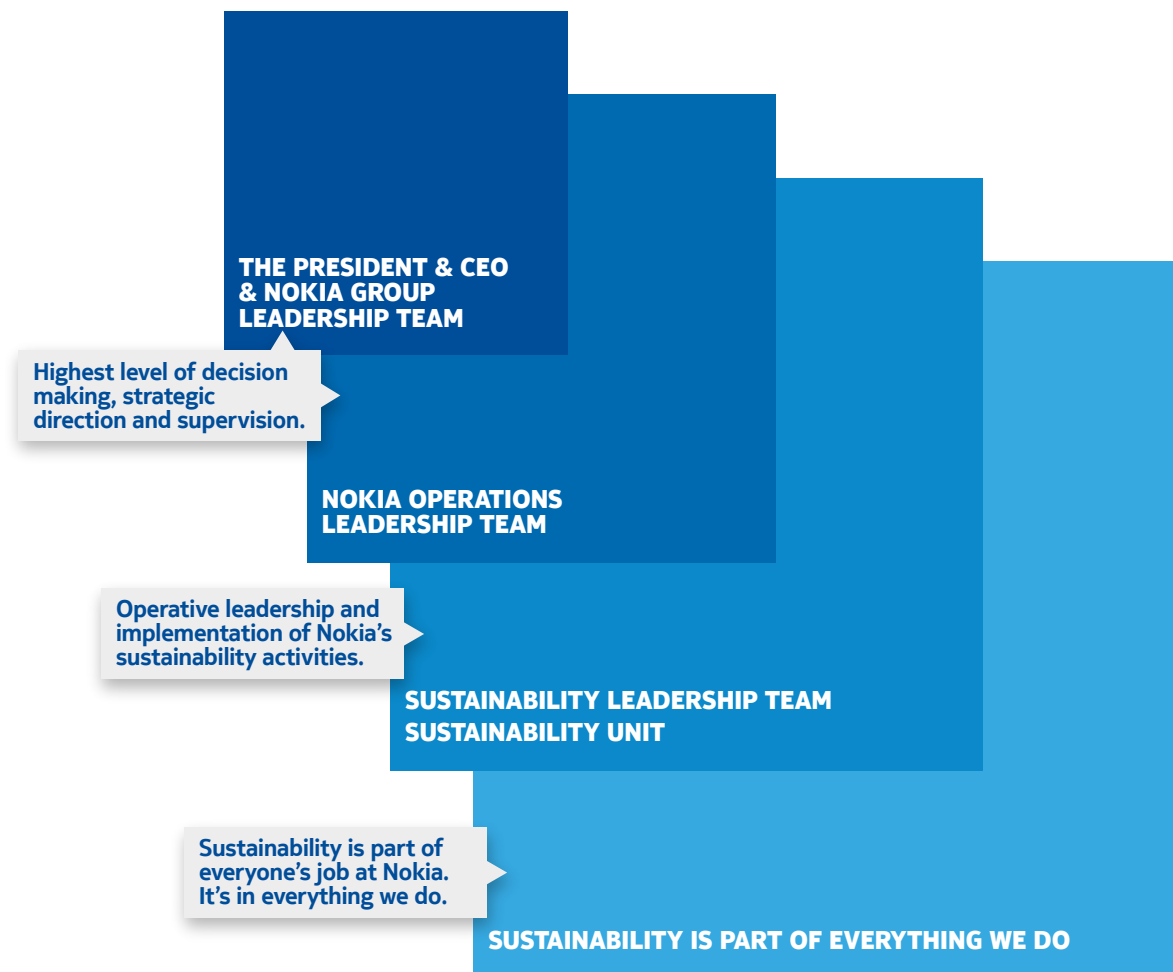 THE PRESIDENT & CEO
& NOKIA GROUP
LEADERSHIP TEAM
Highest level of decision
making, strategic
direction and supervision.
NOKIA OPERATIONS
LEADERSHIP TEAM
Operative leadership and
implementation of Nokia’s
sustainability activities.
SUSTAINABILITY LEADERSHIP TEAM
SUSTAINABILITY UNIT
Sustainability is part of
everyone’s job at Nokia.
It’s in everything we do.
SUSTAINABILITY IS PART OF EVERYTHING WE DO